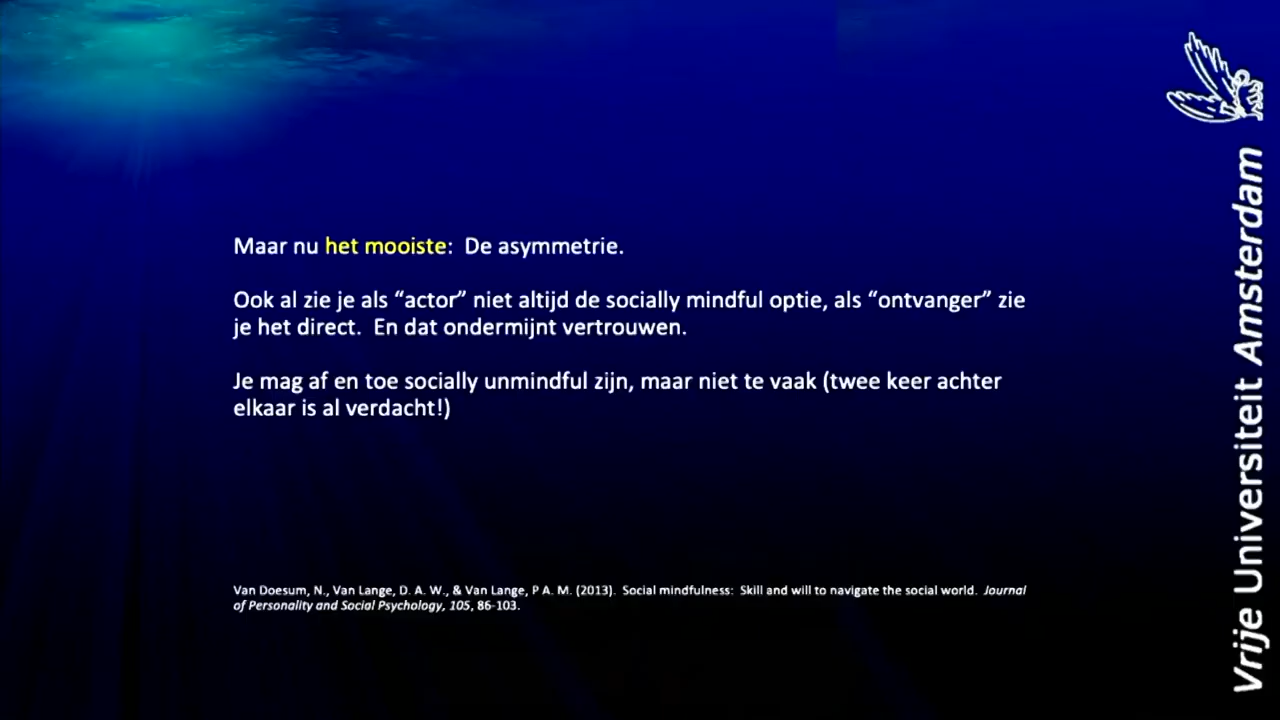 Maar nu het mooiste:  De asymmetrie.
Ook al zie je als “actor” niet altijd de socially mindful optie, als “ontvanger” zie
je het direct.  En dat ondermijnt vertrouwen.
Je mag af en toe socially unmindful zijn, maar niet te vaak (twee keer achter
elkaar is al verdacht!)
Van Doesum, N., Van Lange, D. A. W., & Van Lange, P A. M. (2013).  Social mindfulness:  Skill and will to navigate the social world.  Journal
of Personality and Social Psychology, 105, 86-103.
Vrije Universiteit Amsterdam